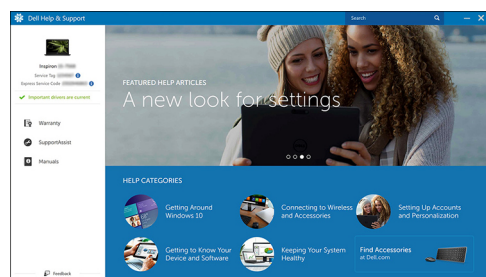 Dell Help & Support
Search
Inspiron
Service Tag
Express Service Code
Important drivers are current
Warranty
SupportAssist
Manuals
Feedback
FEATURED HELP ARTICLES
A new look for settings
HELP CATEGORIES
Getting Around
Windows 10
Connecting to Wireless
and Accessories
Setting Up Accounts
and Personalization
Getting to Know Your
Device and Software
Keeping Your System
Healthy
Find Accessories
at Dell.com